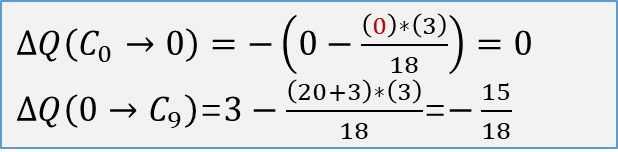 ΔQ(C₀ → 0) = −(0 − (0)∗(3)/18) = 0
ΔQ(0 → C₉)=3 − (20+3)∗(3)/18=− 15/18